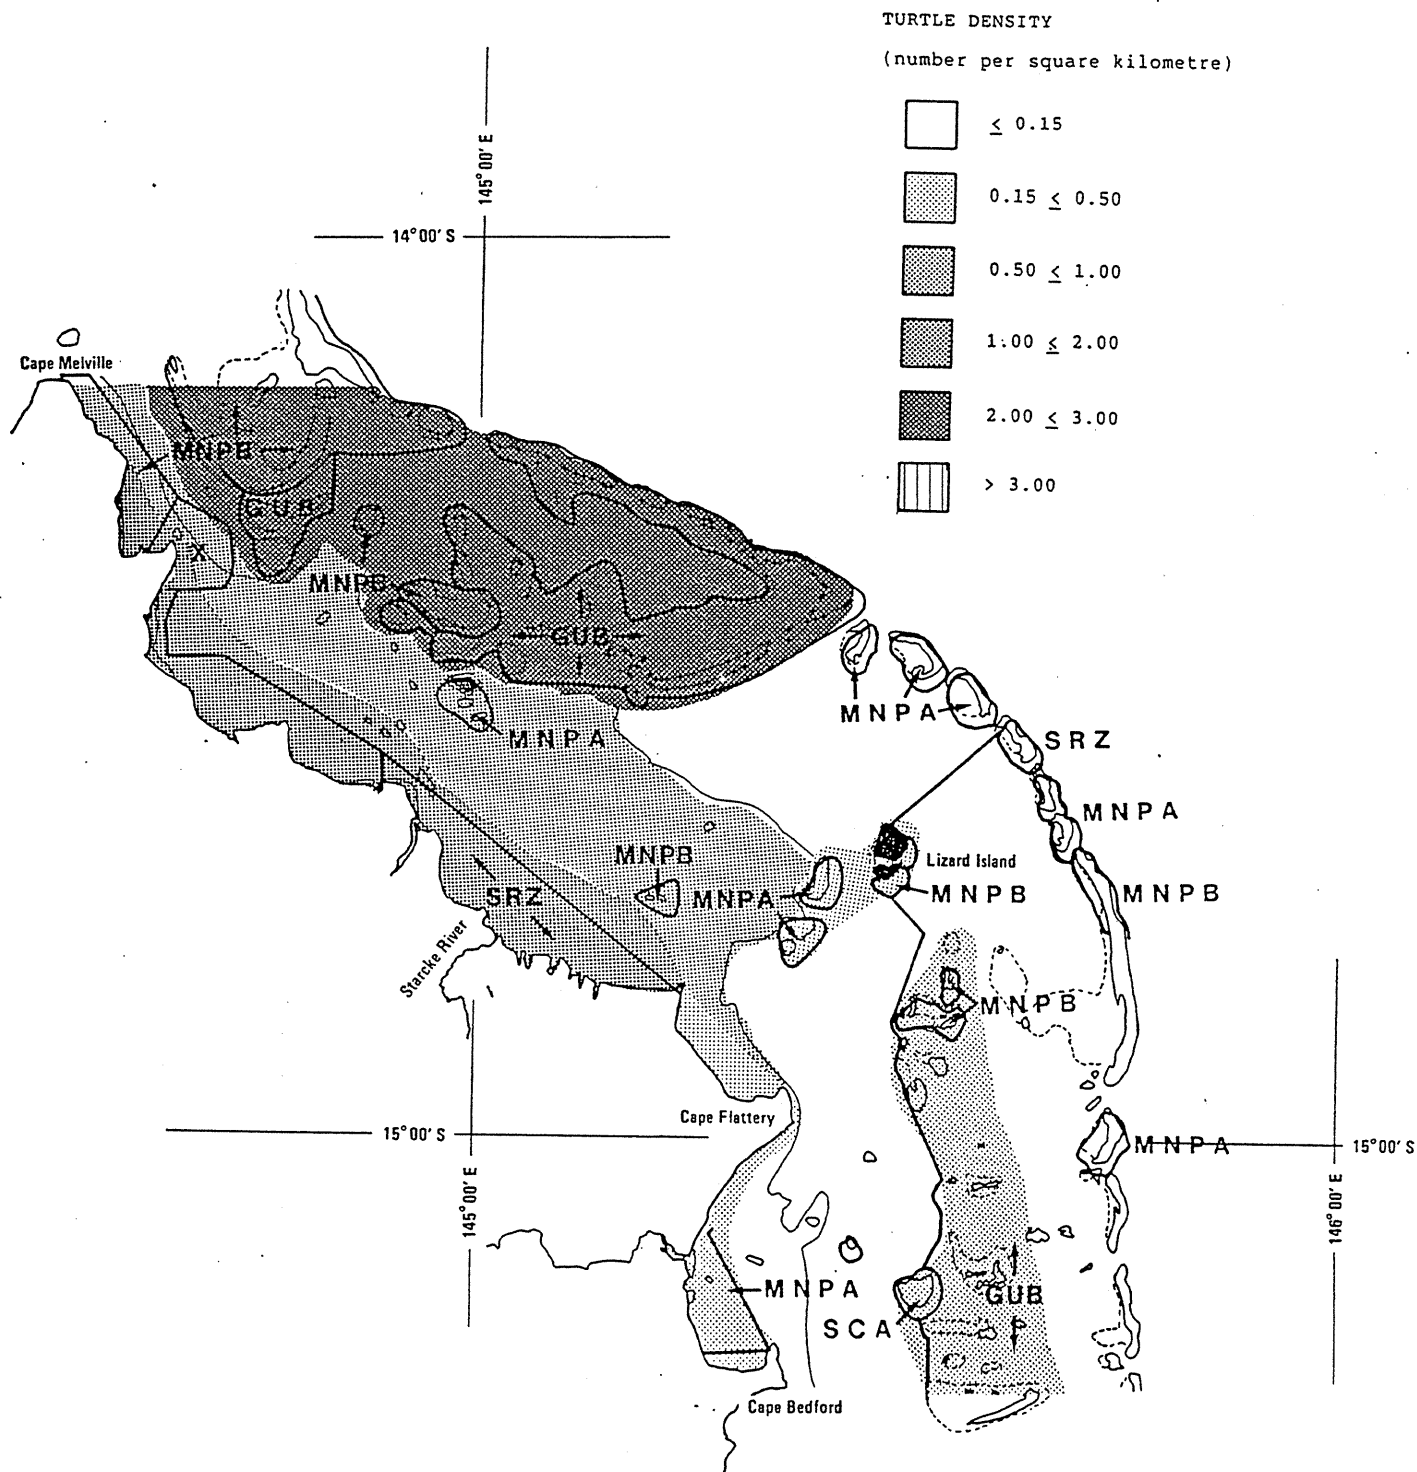 TURTLE DENSITY
(number per square kilometre)
≤ 0.15
0.15 ≤ 0.50
0.50 ≤ 1.00
1.00 ≤ 2.00
2.00 ≤ 3.00
> 3.00
145°00' E
14°00' S
Cape Melville
MNPB
GUB
X
MNPB
GUB
MNPA
MNPA
SRZ
MNPA
Lizard Island
MNPB
MNPB
MNPB
MNPA
SRZ
Starcke River
MNPB
Cape Flattery
15°00' S
MNPA
15°00' S
145°00' E
146°00' E
MNPA
GUB
SCA
Cape Bedford